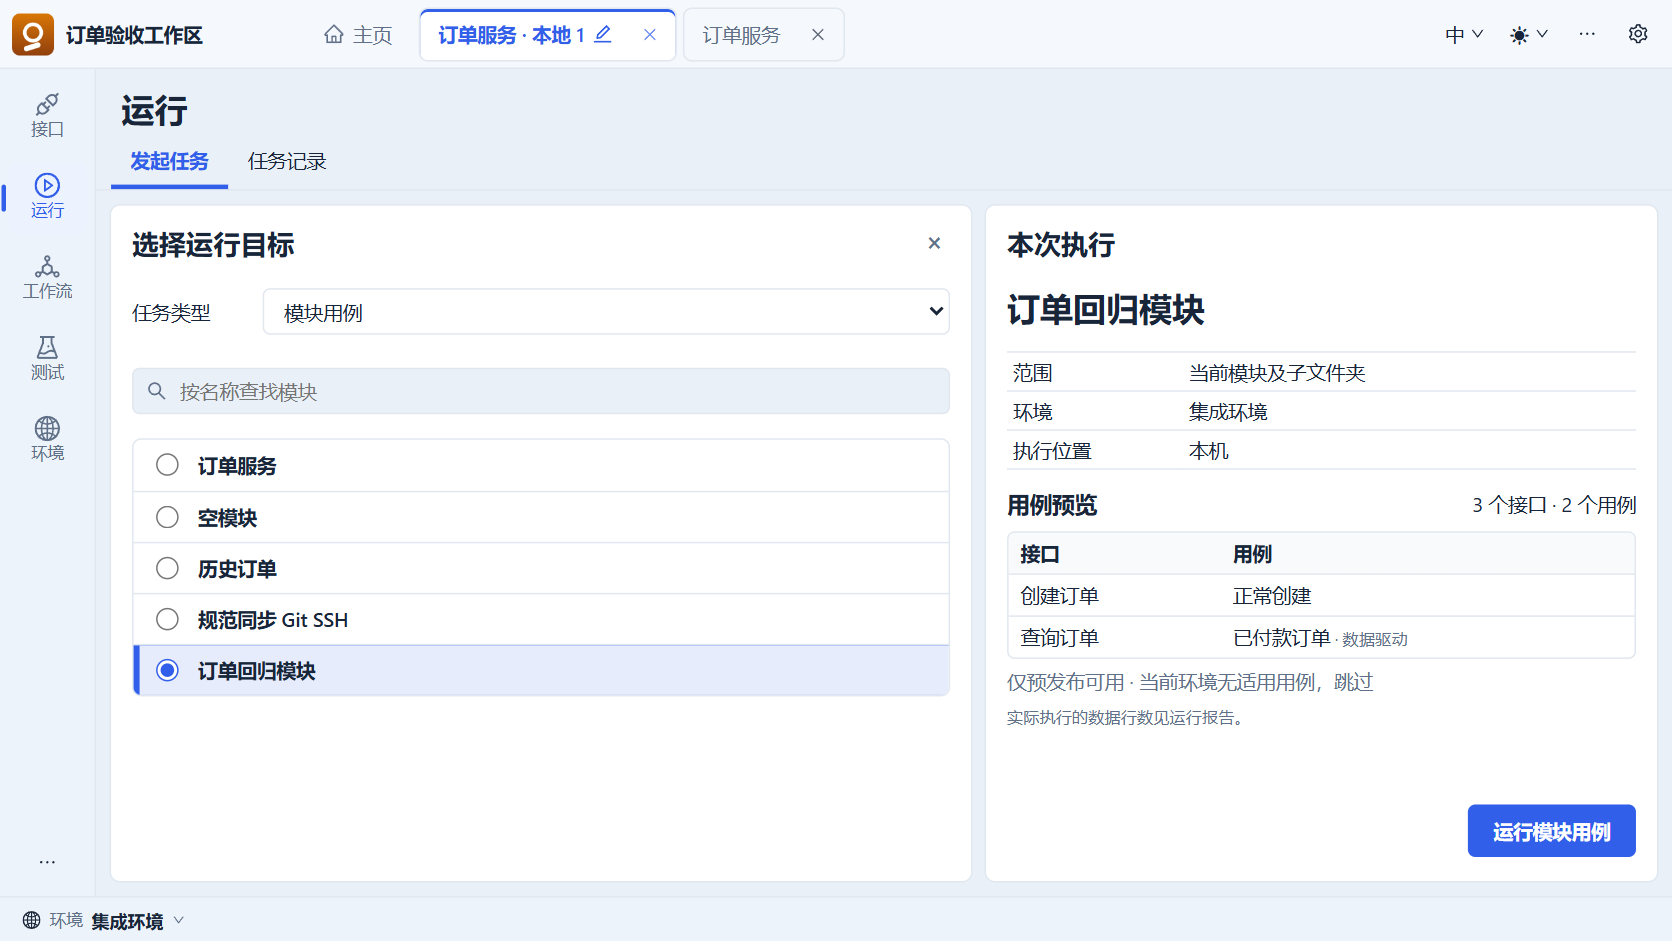 订单验收工作区
主页
订单服务 · 本地 1
订单服务
中
接口
运行
工作流
测试
环境
运行
发起任务
任务记录
选择运行目标
任务类型
模块用例
按名称查找模块
订单服务
空模块
历史订单
规范同步 Git SSH
订单回归模块
本次执行
订单回归模块
范围 当前模块及子文件夹
环境 集成环境
执行位置 本机
用例预览 3 个接口 · 2 个用例
接口 用例
创建订单 正常创建
查询订单 已付款订单 · 数据驱动
仅预发布可用 · 当前环境无适用用例，跳过
实际执行的数据行数见运行报告。
运行模块用例
环境 集成环境